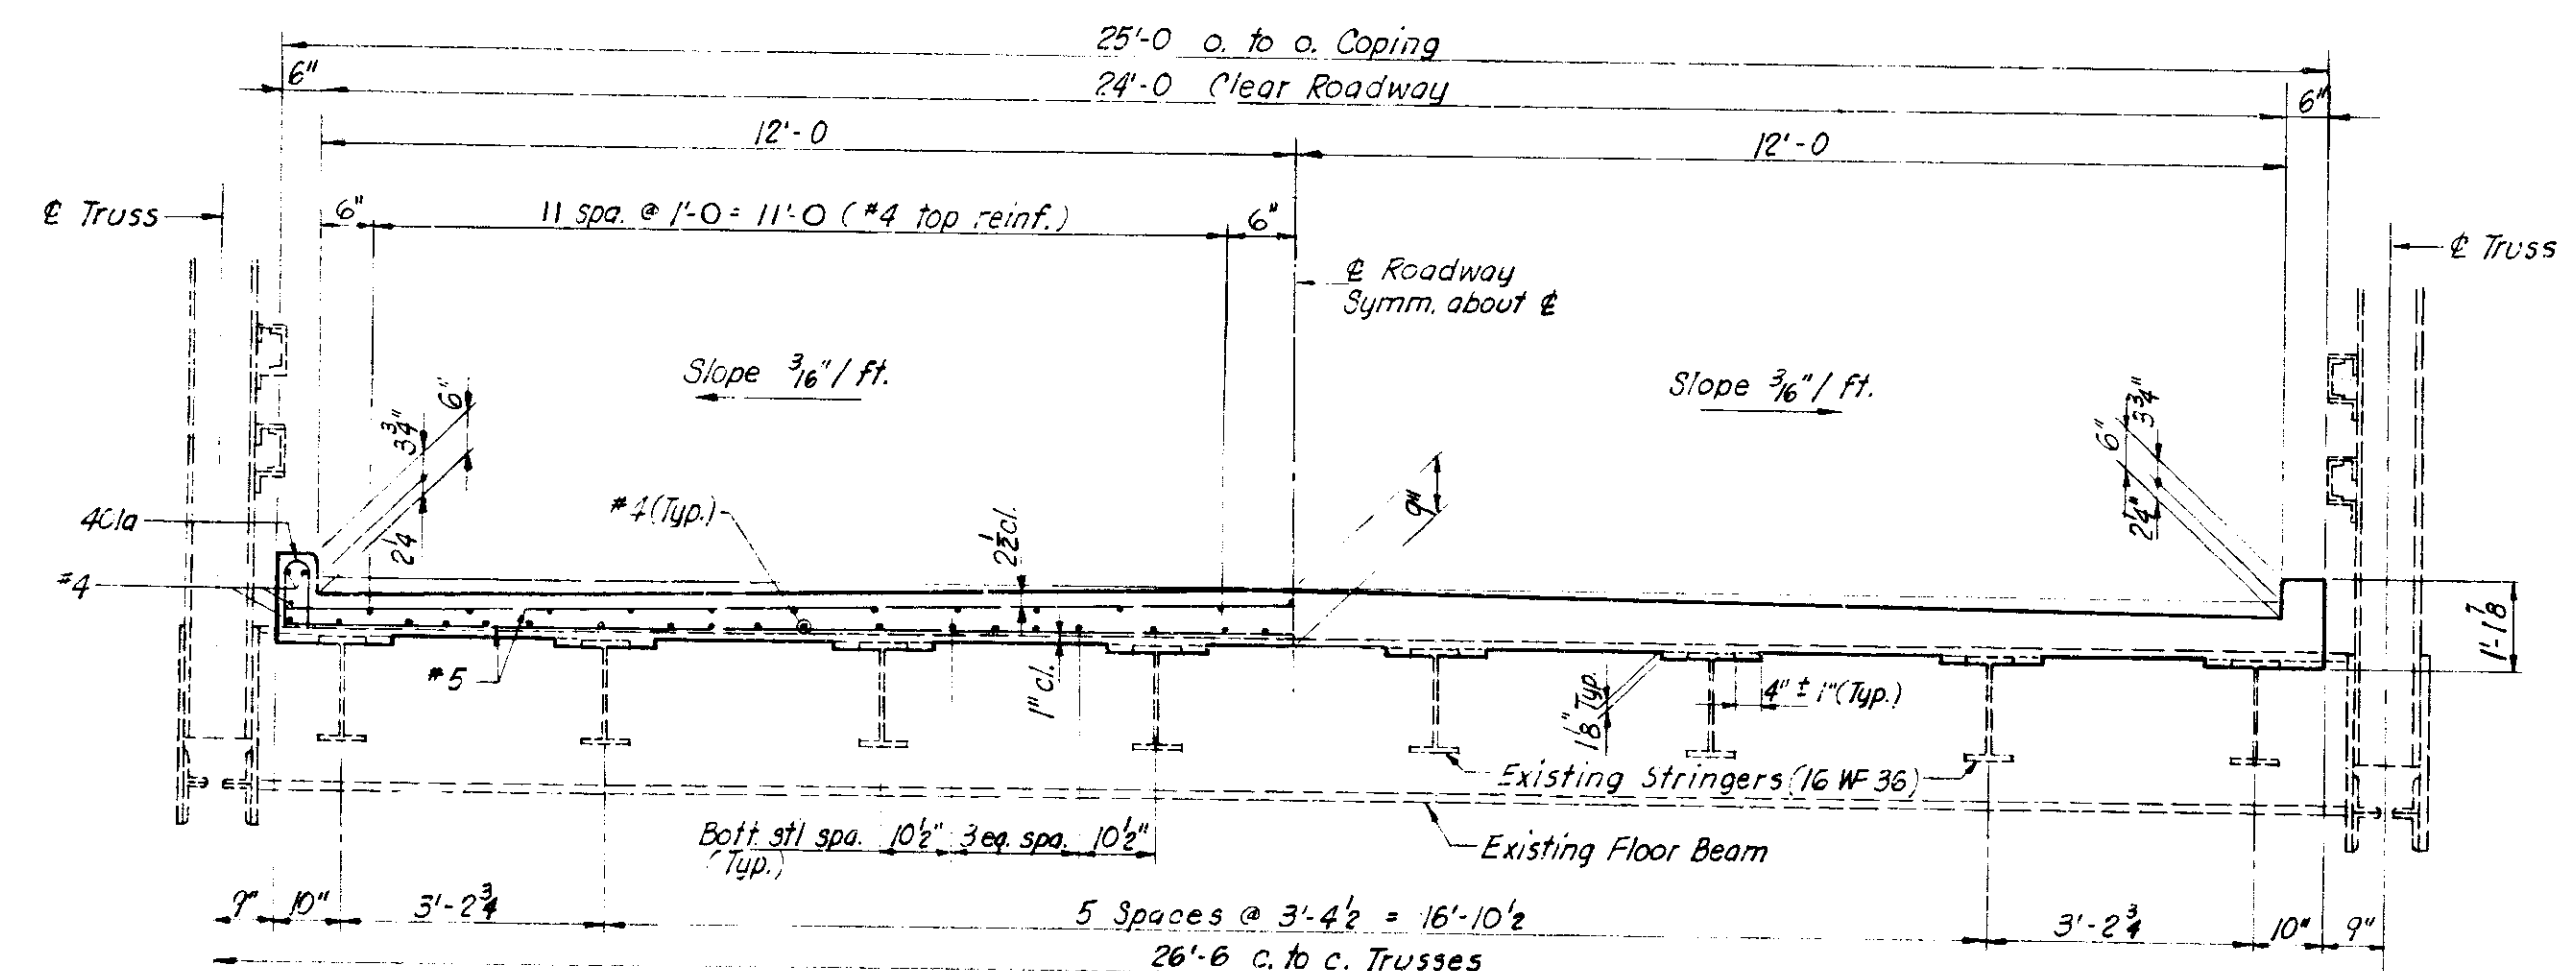 25'-0 o. to o. Coping
6"
24'-0 Clear Roadway
6"
12'-0
12'-0
℄ Truss
6"
11 spa. @ 1'-0 = 11'-0 (#4 top reinf.)
6"
℄ Truss
℄ Roadway
Symm. about ℄
Slope 3/16"/ft.
Slope 3/16"/ft.
6"
3 3/4"
2 1/4
6"
3 3/4"
2 1/4"
#4 (Typ.)
2 1/2 cl.
9"
401a
#4
#5
1" cl.
1 1/8" Typ.
4" ± 1" (Typ.)
1'-1 7/8
Existing Stringers (16 WF 36)
Bott. stl spa. 10 1/2" 3 eq. spa. 10 1/2"
(Typ.)
Existing Floor Beam
9" 10" 3'-2 3/4
5 Spaces @ 3'-4 1/2 = 16'-10 1/2
3'-2 3/4 10" 9"
26'-6 c. to c. Trusses